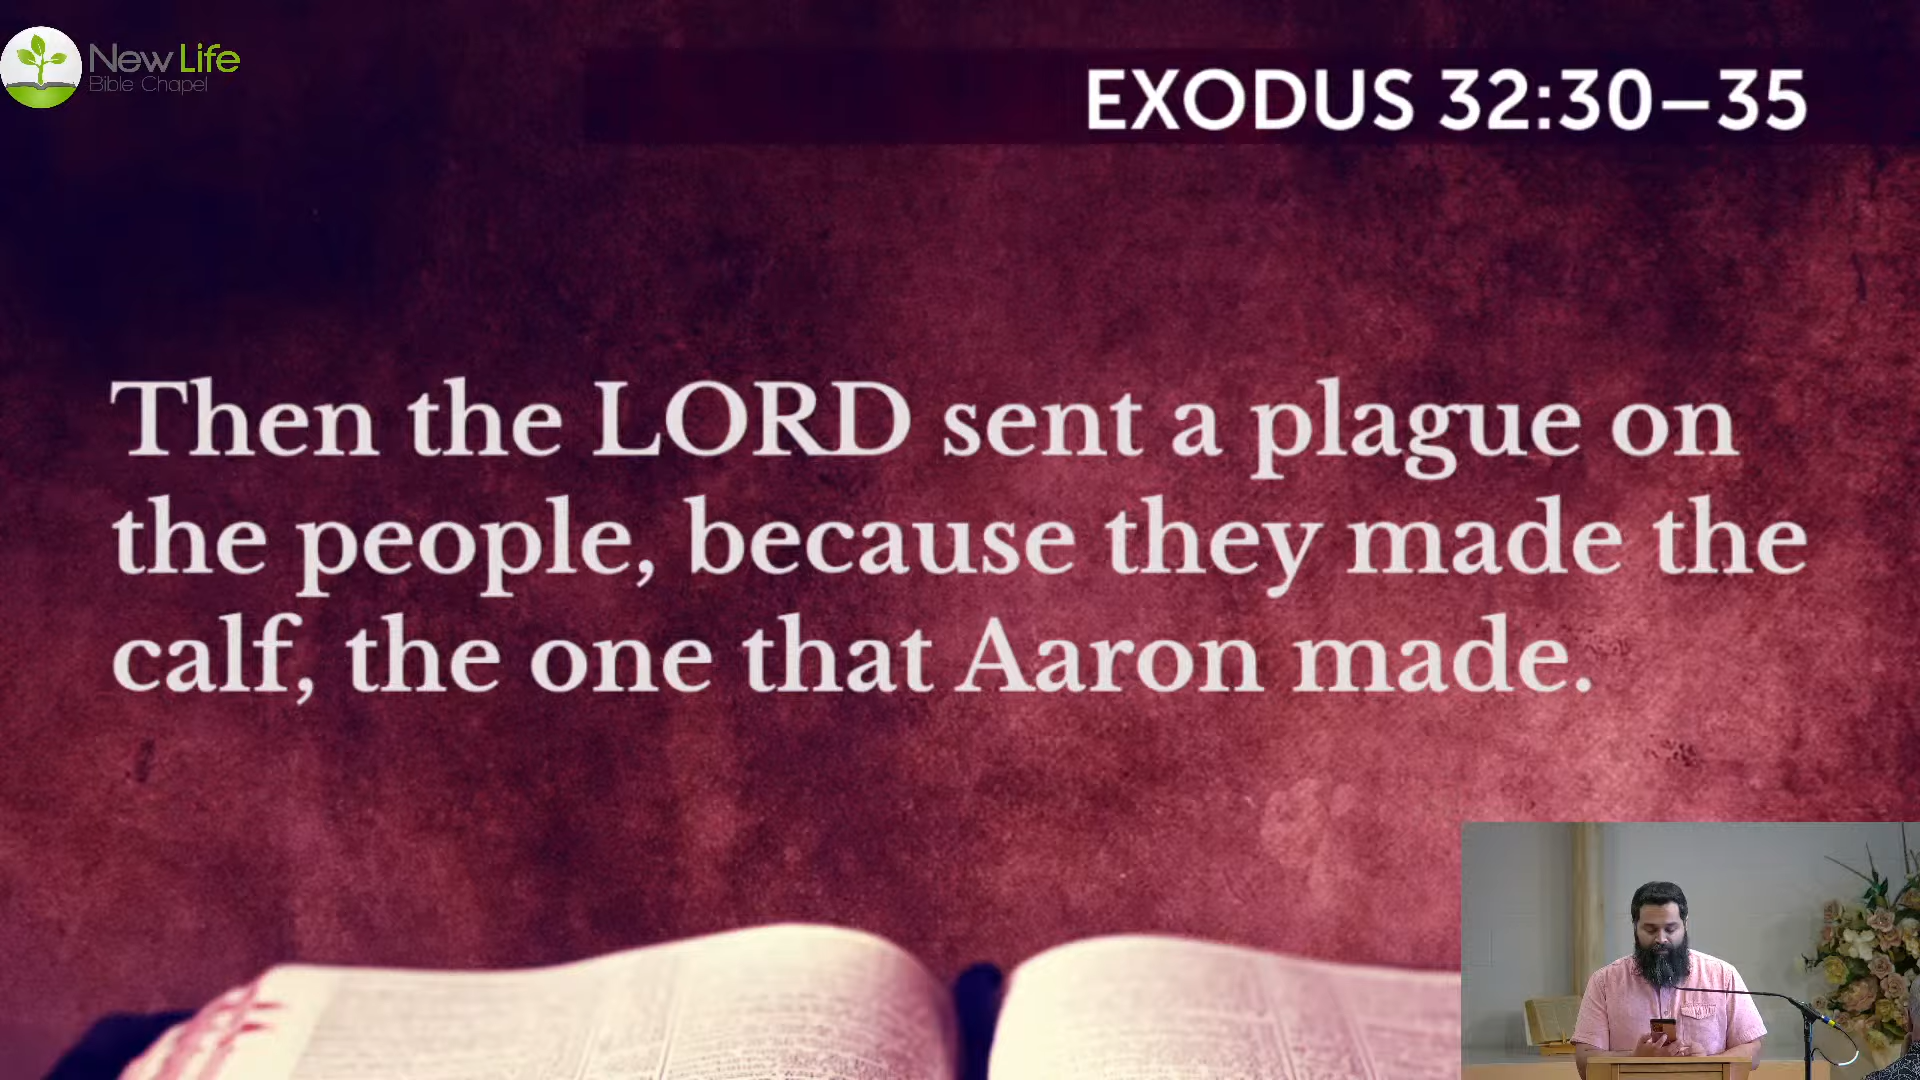 New Life
Bible Chapel
EXODUS 32:30–35
Then the LORD sent a plague on
the people, because they made the
calf, the one that Aaron made.